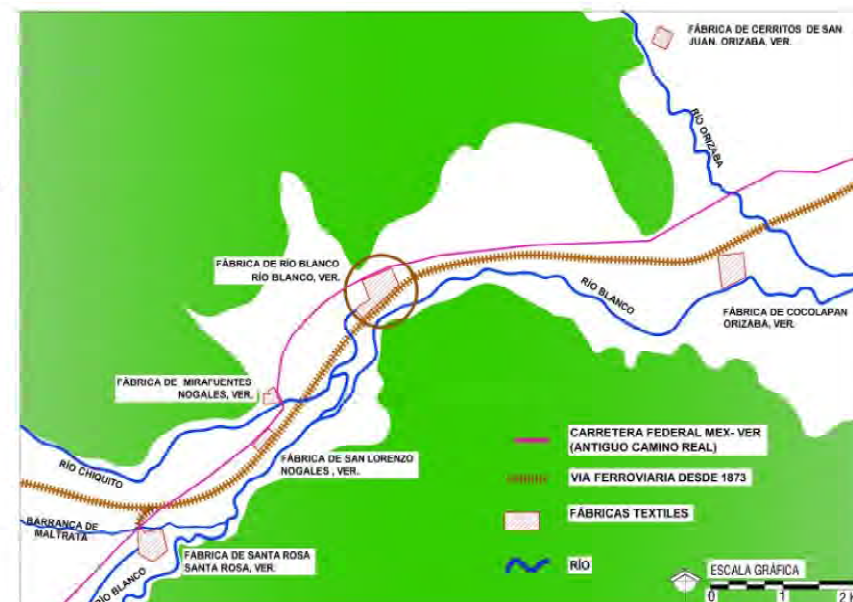 FÁBRICA DE CERRITOS DE SAN
JUAN. ORIZABA, VER.
RÍO ORIZABA
FÁBRICA DE RÍO BLANCO
RÍO BLANCO, VER.
RÍO BLANCO
FÁBRICA DE COCOLAPAN
ORIZABA, VER.
FÁBRICA DE MIRAFUENTES
NOGALES, VER.
FÁBRICA DE SAN LORENZO
NOGALES , VER.
RÍO CHIQUITO
BARRANCA DE
MALTRATA
FÁBRICA DE SANTA ROSA
SANTA ROSA, VER.
RÍO BLANCO
CARRETERA FEDERAL MEX- VER
(ANTIGUO CAMINO REAL)
VIA FERROVIARIA DESDE 1873
FÁBRICAS TEXTILES
RÍO
ESCALA GRÁFICA
0 1 2